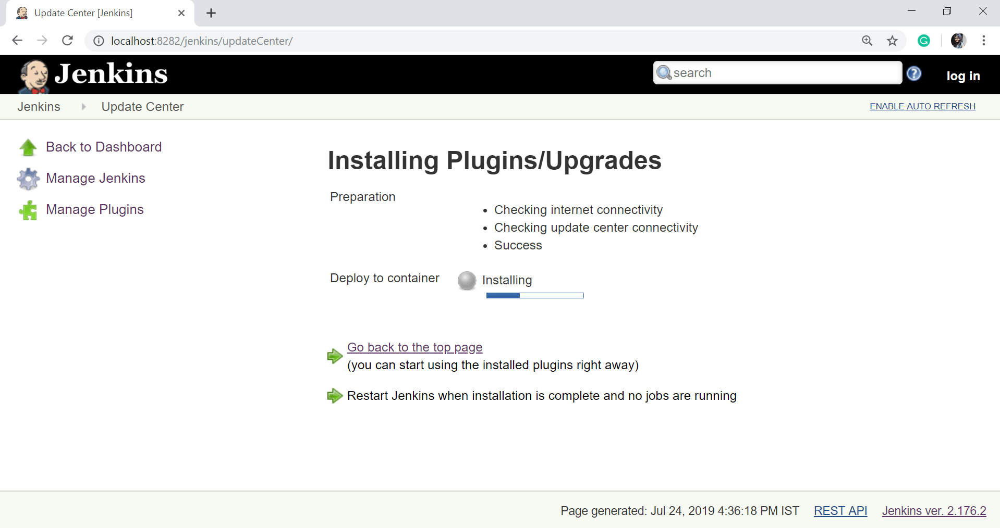 Update Center [Jenkins]
localhost:8282/jenkins/updateCenter/
Jenkins
search
log in
Jenkins Update Center
ENABLE AUTO REFRESH
Back to Dashboard
Manage Jenkins
Manage Plugins
Installing Plugins/Upgrades
Preparation
Checking internet connectivity
Checking update center connectivity
Success
Deploy to container
Installing
Go back to the top page
(you can start using the installed plugins right away)
Restart Jenkins when installation is complete and no jobs are running
Page generated: Jul 24, 2019 4:36:18 PM IST REST API Jenkins ver. 2.176.2